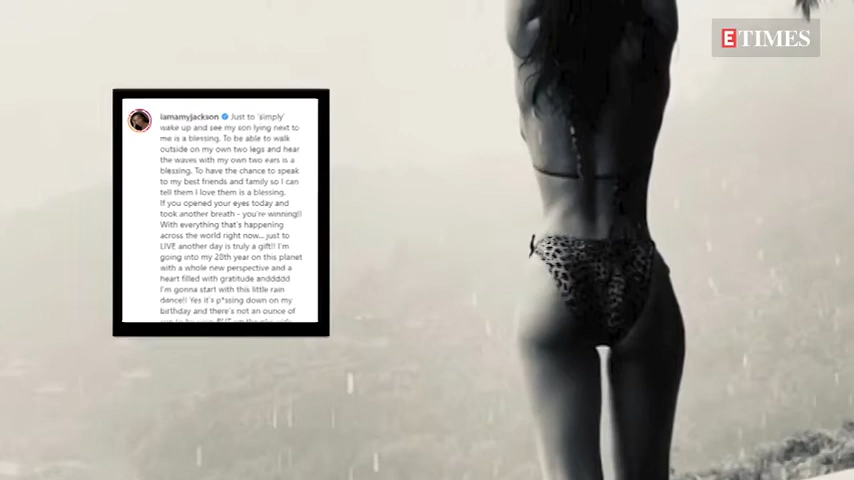 ETIMES
iamamyjackson Just to 'simply'
wake up and see my son lying next to
me is a blessing. To be able to walk
outside on my own two legs and hear
the waves with my own two ears is a
blessing. To have the chance to speak
to my best friends and family so I can
tell them I love them is a blessing.
If you opened your eyes today and
took another breath - you're winning!!
With everything that's happening
across the world right now... just to
LIVE another day is truly a gift!! I'm
going into my 28th year on this planet
with a whole new perspective and a
heart filled with gratitude anddddd
I'm gonna start with this little rain
dance!! Yes it's p*ssing down on my
birthday and there's not an ounce of